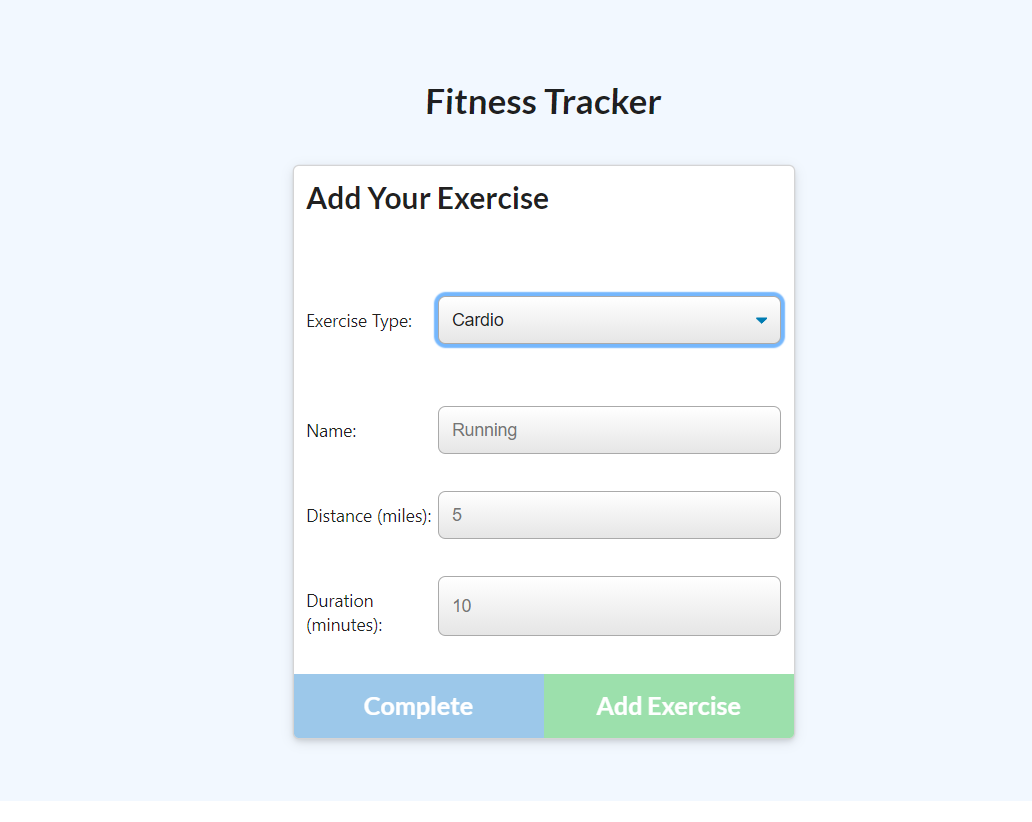 Fitness Tracker
Add Your Exercise
Exercise Type: Cardio
Name: Running
Distance (miles): 5
Duration
(minutes): 10
Complete Add Exercise